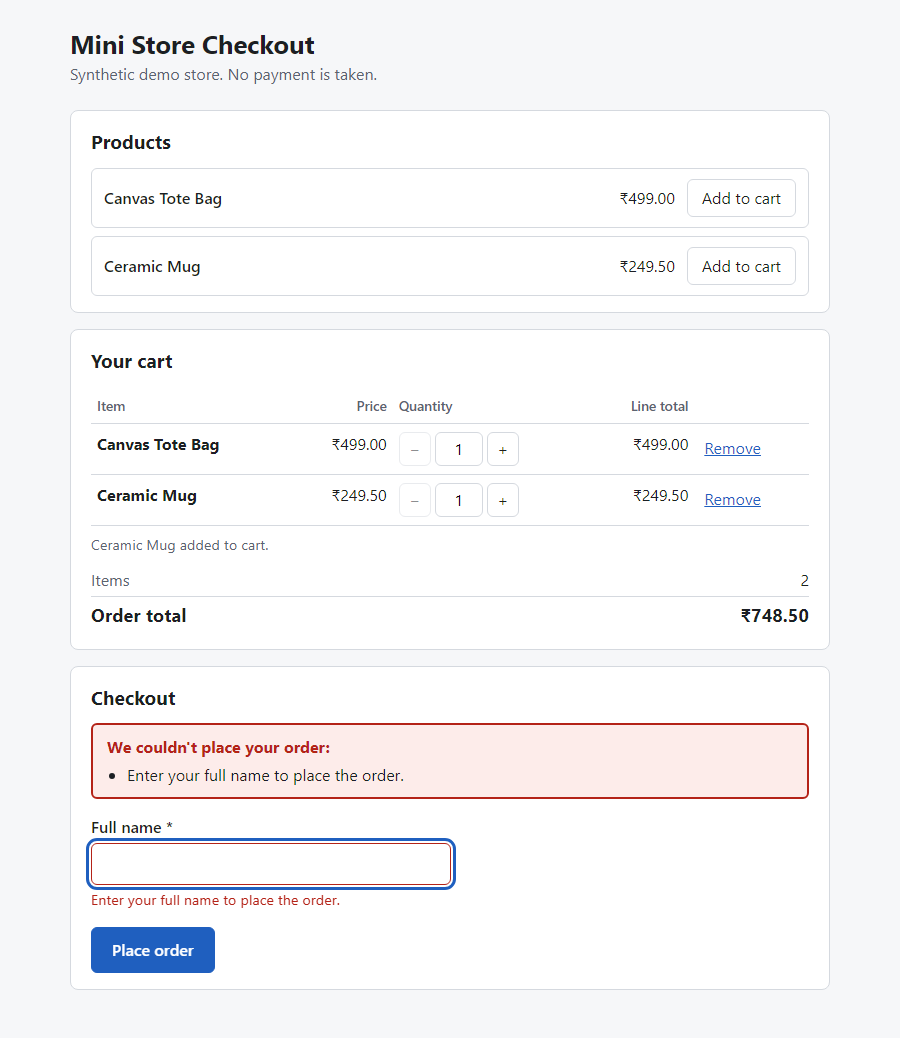 Mini Store Checkout
Synthetic demo store. No payment is taken.
Products
Canvas Tote Bag ₹499.00 Add to cart
Ceramic Mug ₹249.50 Add to cart
Your cart
Item Price Quantity Line total
Canvas Tote Bag ₹499.00 − 1 + ₹499.00 Remove
Ceramic Mug ₹249.50 − 1 + ₹249.50 Remove
Ceramic Mug added to cart.
Items 2
Order total ₹748.50
Checkout
We couldn't place your order:
• Enter your full name to place the order.
Full name *
Enter your full name to place the order.
Place order